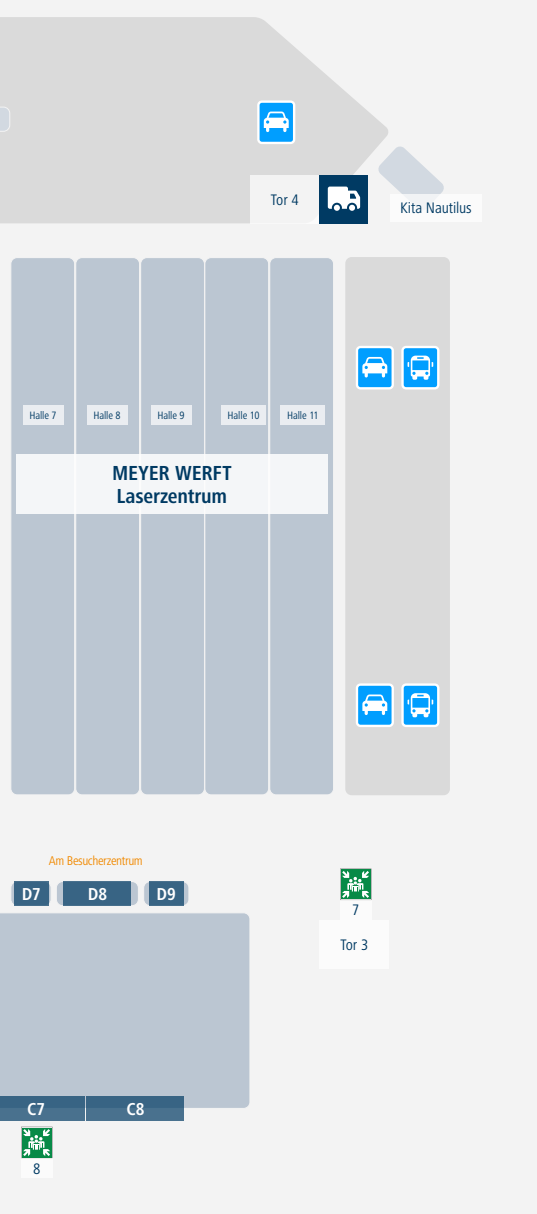 Tor 4
Kita Nautilus
Halle 7
Halle 8
Halle 9
Halle 10
Halle 11
MEYER WERFT
Laserzentrum
Am Besucherzentrum
D7
D8
D9
7
Tor 3
C7
C8
8